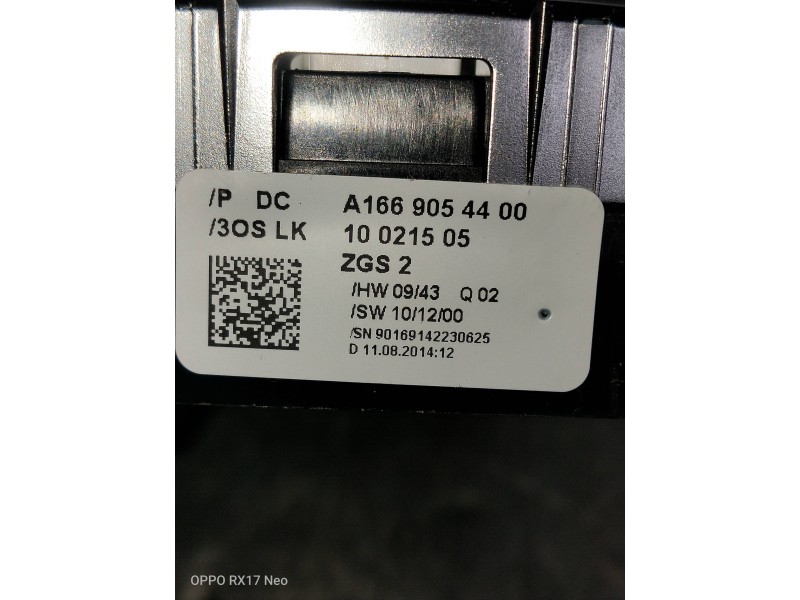 /P DC A166 905 44 00
/3OS LK 10 0215 05
ZGS 2
/HW 09/43 Q 02
/SW 10/12/00
/SN 90169142230625
D 11.08.2014:12
OPPO RX17 Neo